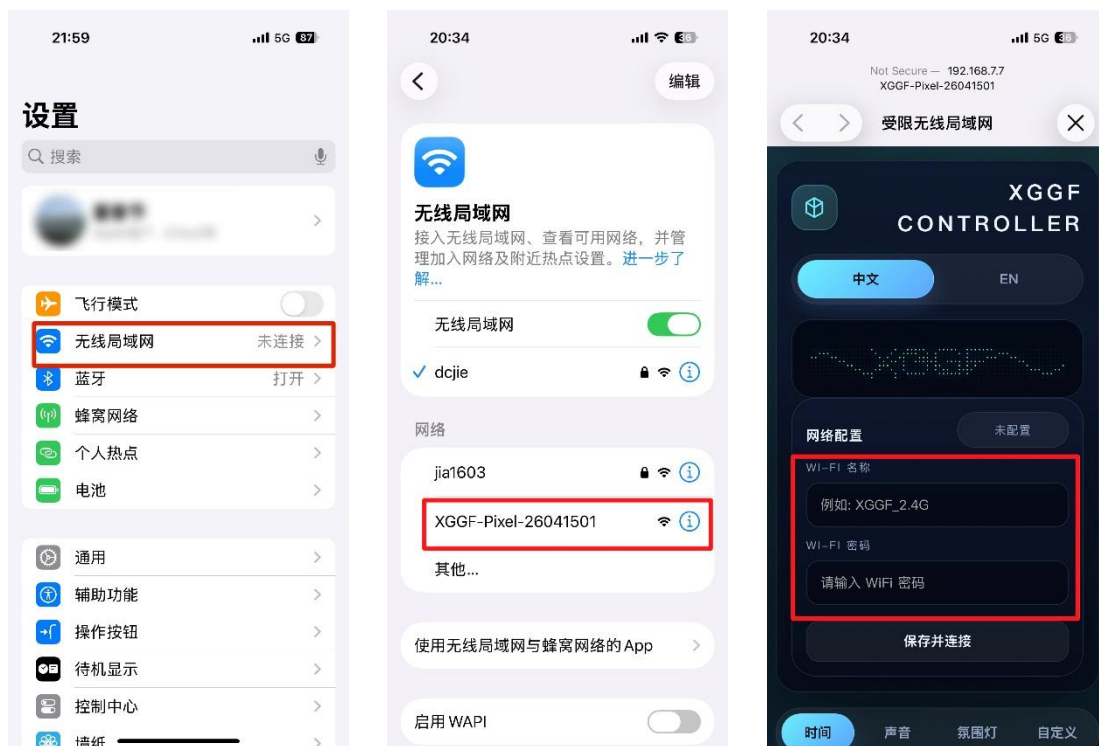 21:59
5G 87
设置
搜索
飞行模式
无线局域网 未连接
蓝牙 打开
蜂窝网络
个人热点
电池
通用
辅助功能
操作按钮
待机显示
控制中心
墙纸
20:34
36
编辑
无线局域网
接入无线局域网、查看可用网络，并管
理加入网络及附近热点设置。进一步了
解...
无线局域网
dcjie
网络
jia1603
XGGF-Pixel-26041501
其他...
使用无线局域网与蜂窝网络的 App
启用 WAPI
20:34
5G 36
Not Secure — 192.168.7.7
XGGF-Pixel-26041501
受限无线局域网
XGGF
CONTROLLER
中文 EN
XGGF
网络配置 未配置
WI-FI 名称
例如: XGGF_2.4G
WI-FI 密码
请输入 WiFi 密码
保存并连接
时间 声音 氛围灯 自定义